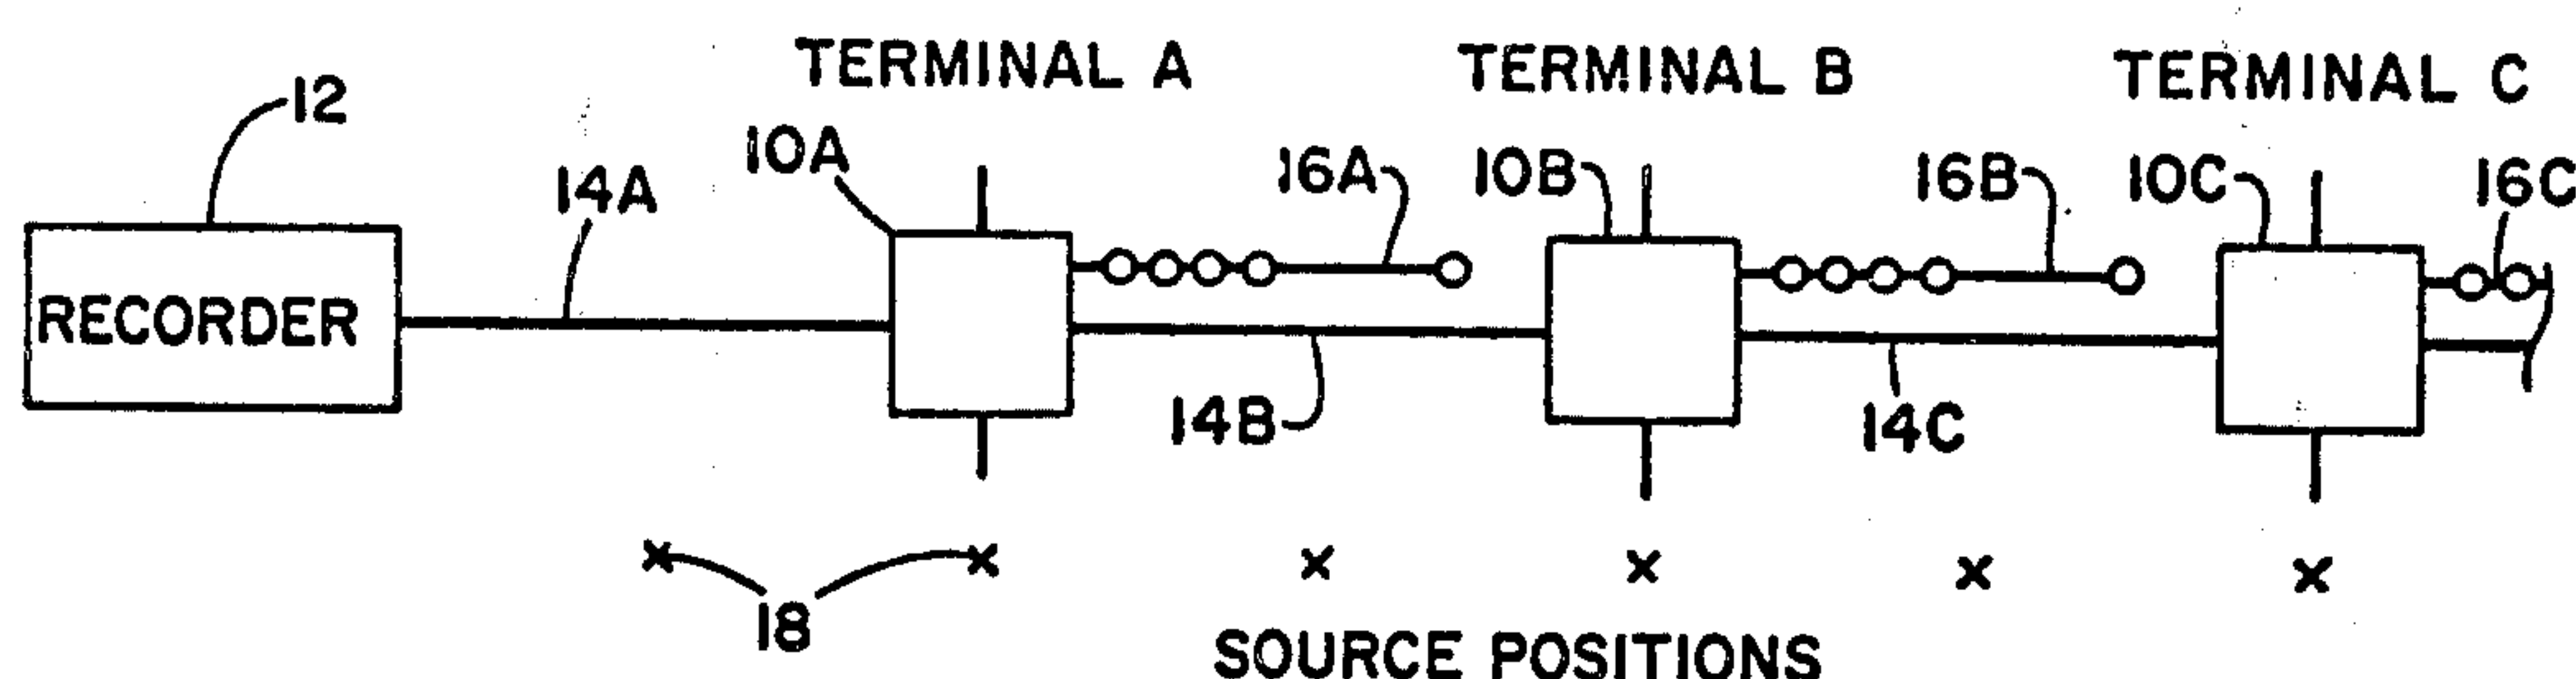 TERMINAL A
TERMINAL B
TERMINAL C
12
14A
10A
16A
10B
16B
10C
16C
RECORDER
14B
14C
18
SOURCE POSITIONS